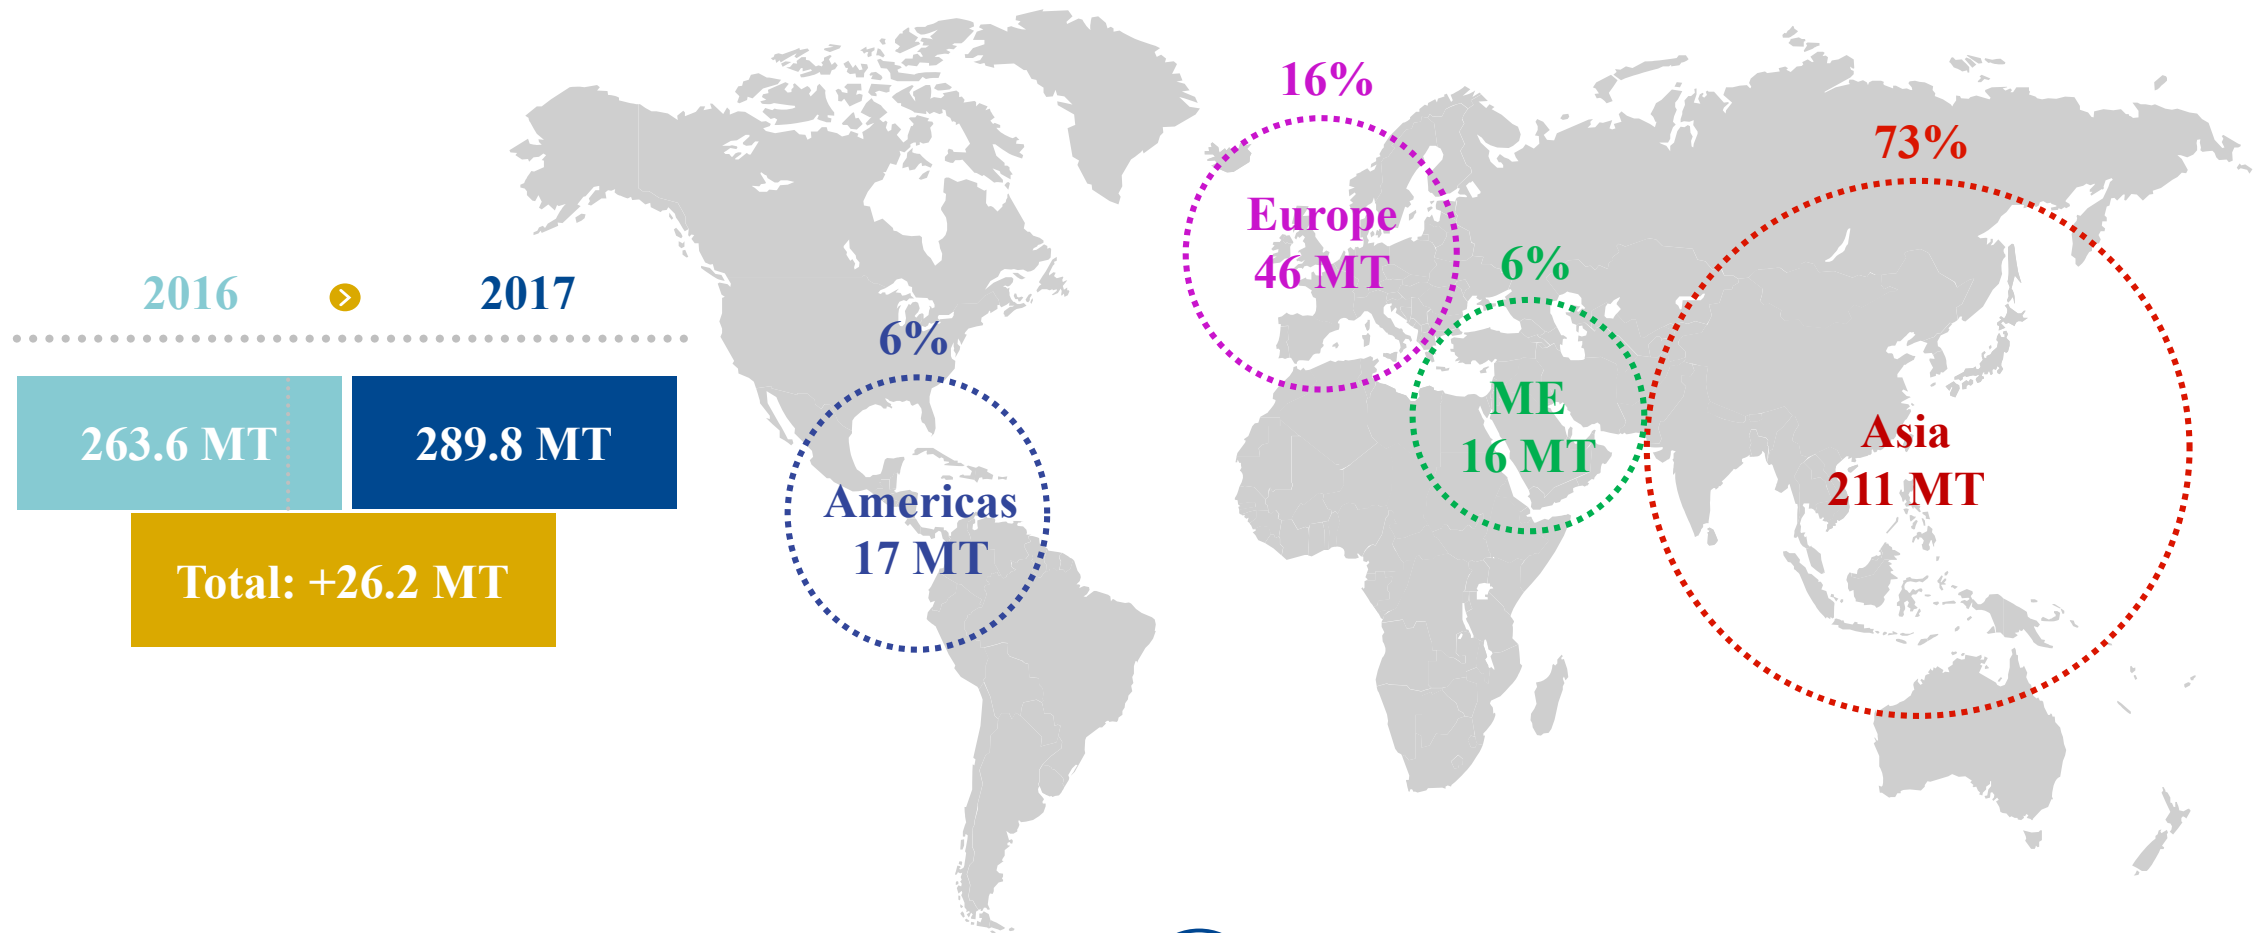 2016
2017
263.6 MT
289.8 MT
Total: +26.2 MT
6%
Americas
17 MT
16%
Europe
46 MT
6%
ME
16 MT
73%
Asia
211 MT